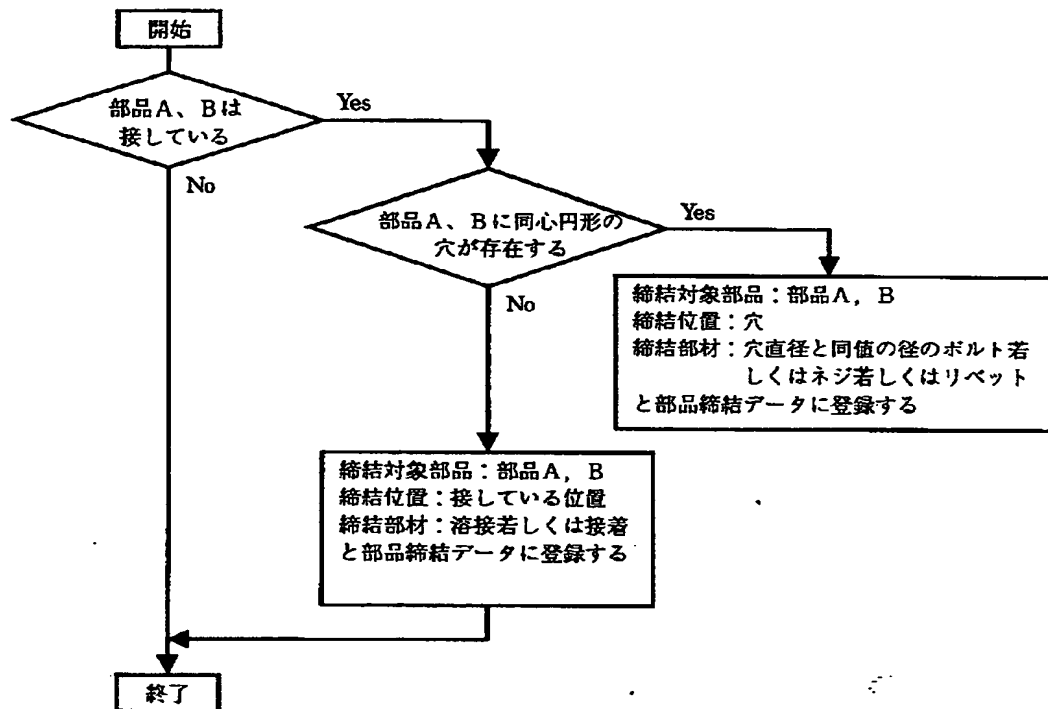 開始
部品A、Bは
接している
Yes
No
部品A、Bに同心円形の
穴が存在する
Yes
No
締結対象部品：部品A，B
締結位置：穴
締結部材：穴直径と同値の径のボルト若
しくはネジ若しくはリベット
と部品締結データに登録する
締結対象部品：部品A，B
締結位置：接している位置
締結部材：溶接若しくは接着
と部品締結データに登録する
終了